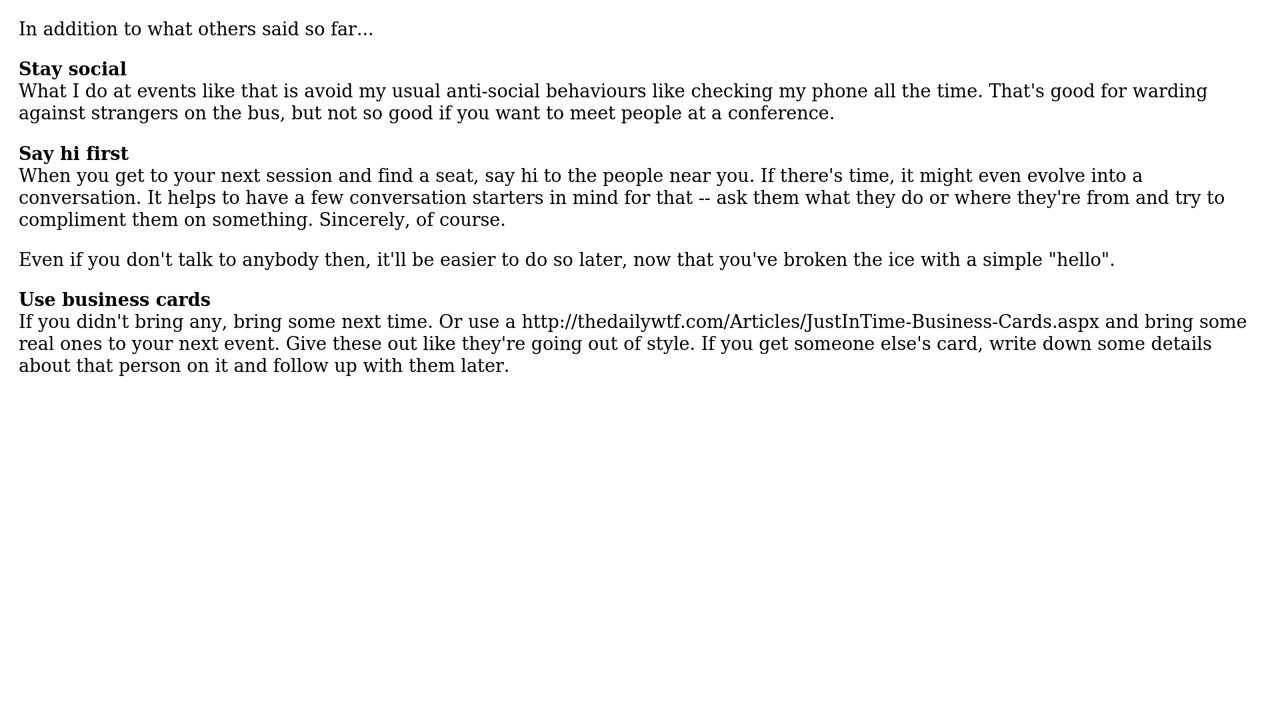 In addition to what others said so far...
Stay social
What I do at events like that is avoid my usual anti-social behaviours like checking my phone all the time. That's good for warding
against strangers on the bus, but not so good if you want to meet people at a conference.
Say hi first
When you get to your next session and find a seat, say hi to the people near you. If there's time, it might even evolve into a
conversation. It helps to have a few conversation starters in mind for that -- ask them what they do or where they're from and try to
compliment them on something. Sincerely, of course.
Even if you don't talk to anybody then, it'll be easier to do so later, now that you've broken the ice with a simple "hello".
Use business cards
If you didn't bring any, bring some next time. Or use a http://thedailywtf.com/Articles/JustInTime-Business-Cards.aspx and bring some
real ones to your next event. Give these out like they're going out of style. If you get someone else's card, write down some details
about that person on it and follow up with them later.